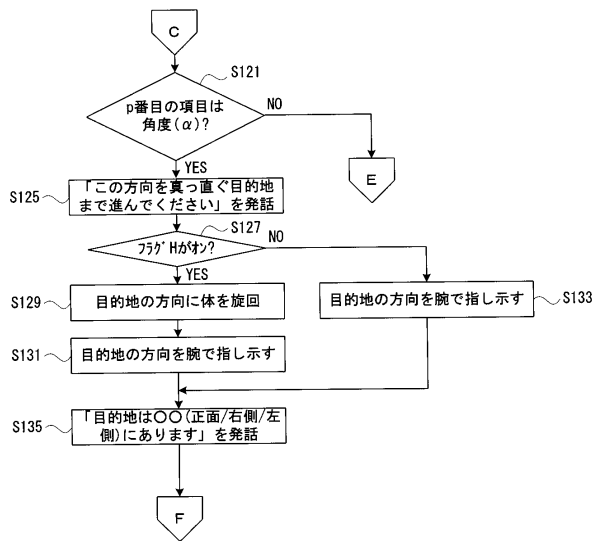 C
S121
p番目の項目は
角度(α)?
NO
YES
E
S125
「この方向を真っ直ぐ目的地
まで進んでください」を発話
S127
フラグHがオン?
NO
YES
S129
目的地の方向に体を旋回
目的地の方向を腕で指し示す
S133
S131
目的地の方向を腕で指し示す
S135
「目的地は○○(正面/右側/左
側)にあります」を発話
F